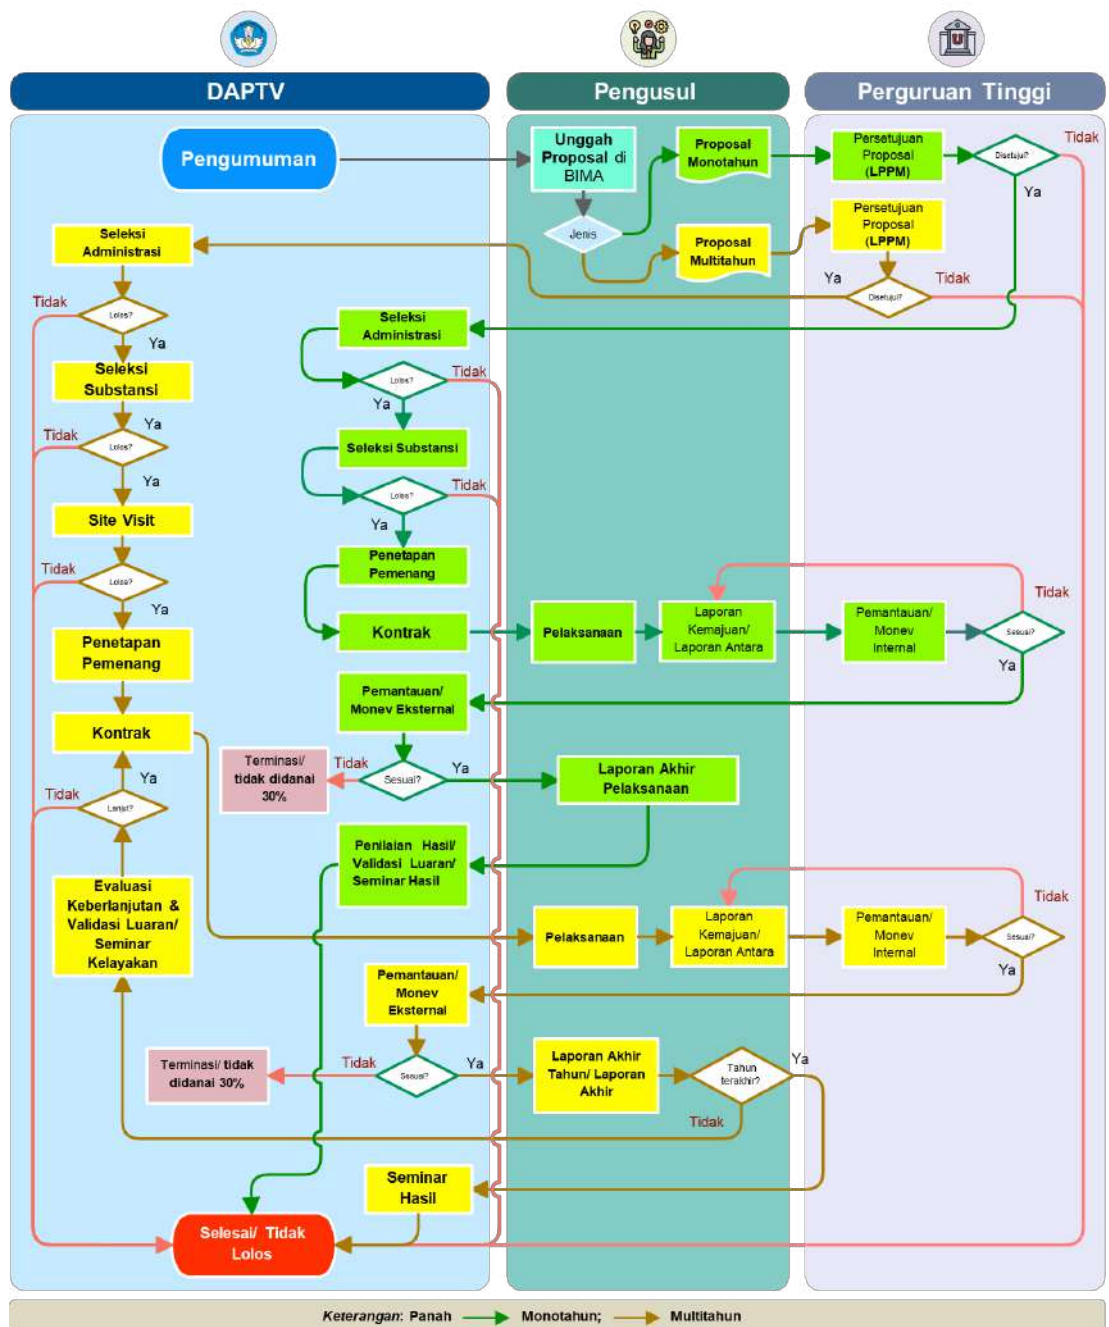 DAPTV
Pengusul
Perguruan Tinggi
Pengumuman
Unggah
Proposal di
BIMA
Proposal
Monotahun
Persetujuan
Proposal
(LPPM)
Disetujui?
Tidak
Ya
Jenis
Proposal
Multitahun
Persetujuan
Proposal
(LPPM)
Ya
Disetujui?
Tidak
Seleksi
Administrasi
Tidak
Lolos?
Ya
Seleksi
Substansi
Ya
Tidak
Lolos?
Ya
Site Visit
Tidak
Lolos?
Ya
Penetapan
Pemenang
Kontrak
Ya
Tidak
Lanjut?
Evaluasi
Keberlanjutan &
Validasi Luaran/
Seminar
Kelayakan
Seleksi
Administrasi
Lolos?
Tidak
Ya
Seleksi Substansi
Lolos?
Tidak
Ya
Penetapan
Pemenang
Kontrak
Pelaksanaan
Laporan
Kemajuan/
Laporan Antara
Pemantauan/
Monev
Internal
Sesuai?
Tidak
Ya
Pemantauan/
Monev Eksternal
Terminasi/
tidak didanai
30%
Tidak
Sesuai?
Ya
Laporan Akhir
Pelaksanaan
Penilaian Hasil/
Validasi Luaran/
Seminar Hasil
Pelaksanaan
Laporan
Kemajuan/
Laporan Antara
Pemantauan/
Monev
Internal
Sesuai?
Tidak
Ya
Pemantauan/
Monev
Eksternal
Terminasi/ tidak
didanai 30%
Tidak
Sesuai?
Ya
Laporan Akhir
Tahun/ Laporan
Akhir
Tahun
terakhir?
Ya
Tidak
Seminar
Hasil
Selesai/ Tidak
Lolos
Keterangan: Panah Monotahun; Multitahun